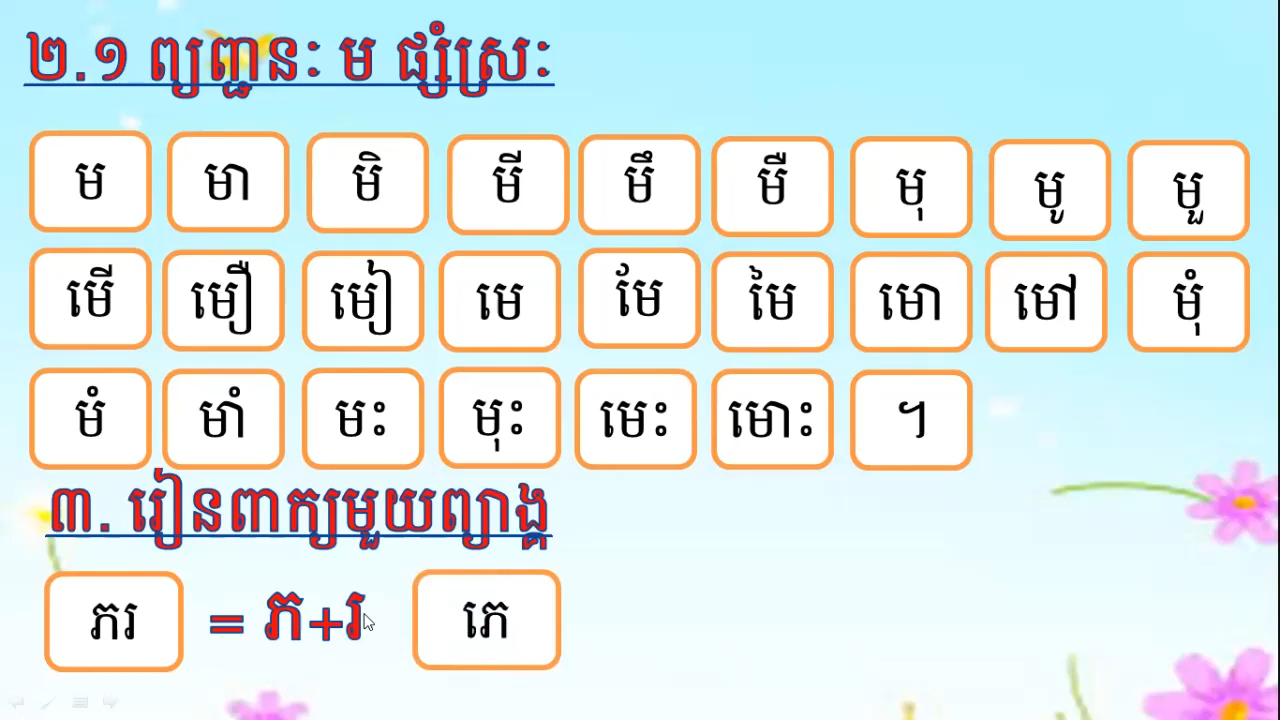 ២.១ ព្យញ្ជនៈ ម ផ្សំស្រៈ
ម មា មិ មី មឹ មឺ មុ មូ មួ
មើ មឿ មៀ មេ មែ មៃ មោ មៅ មុំ
មំ មាំ មះ មុះ មេះ មោះ ។
៣. រៀនពាក្យមួយព្យាង្គ
ភរ = ភ+រ ភេ